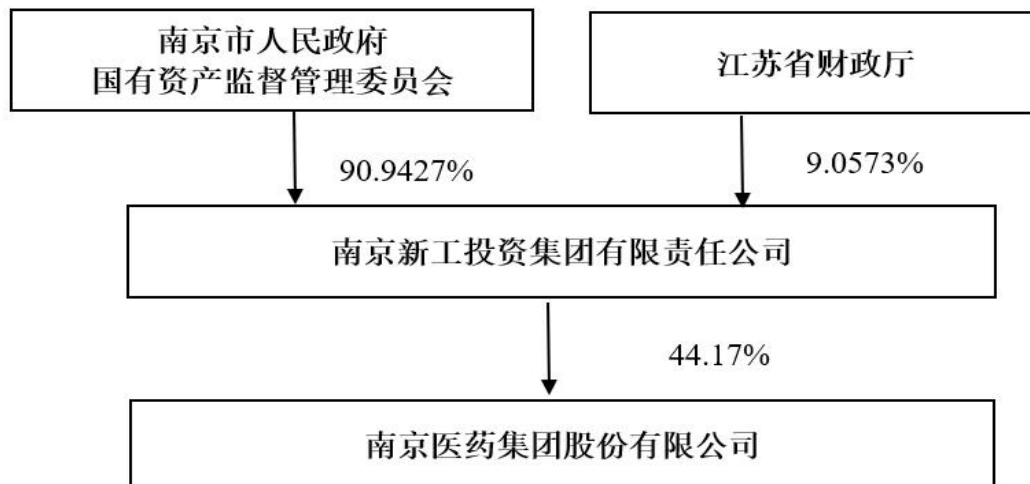 南京市人民政府
国有资产监督管理委员会
江苏省财政厅
90.9427%
9.0573%
南京新工投资集团有限责任公司
44.17%
南京医药集团股份有限公司